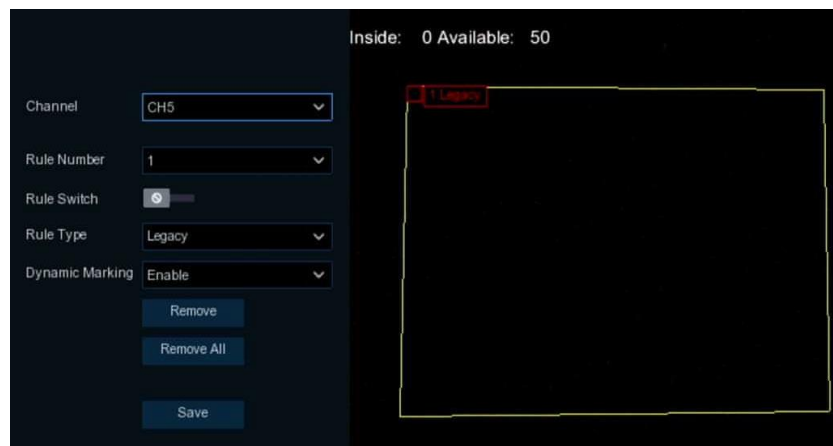 Inside: 0 Available: 50
Channel CH5
1 Legacy
Rule Number 1
Rule Switch
Rule Type Legacy
Dynamic Marking Enable
Remove
Remove All
Save